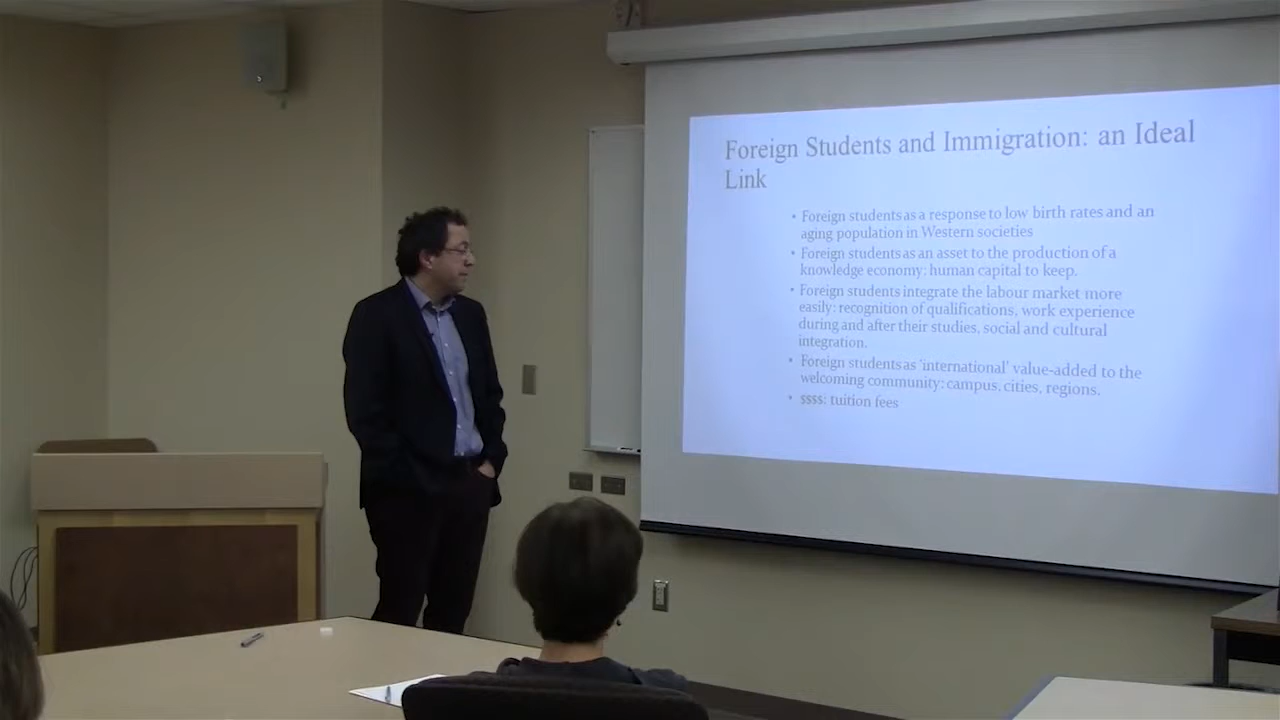 Foreign Students and Immigration: an Ideal
Link
• Foreign students as a response to low birth rates and an
aging population in Western societies
• Foreign students as an asset to the production of a
knowledge economy: human capital to keep.
• Foreign students integrate the labour market more
easily: recognition of qualifications, work experience
during and after their studies, social and cultural
integration.
• Foreign students as ‘international’ value-added to the
welcoming community: campus, cities, regions.
• $$$$: tuition fees